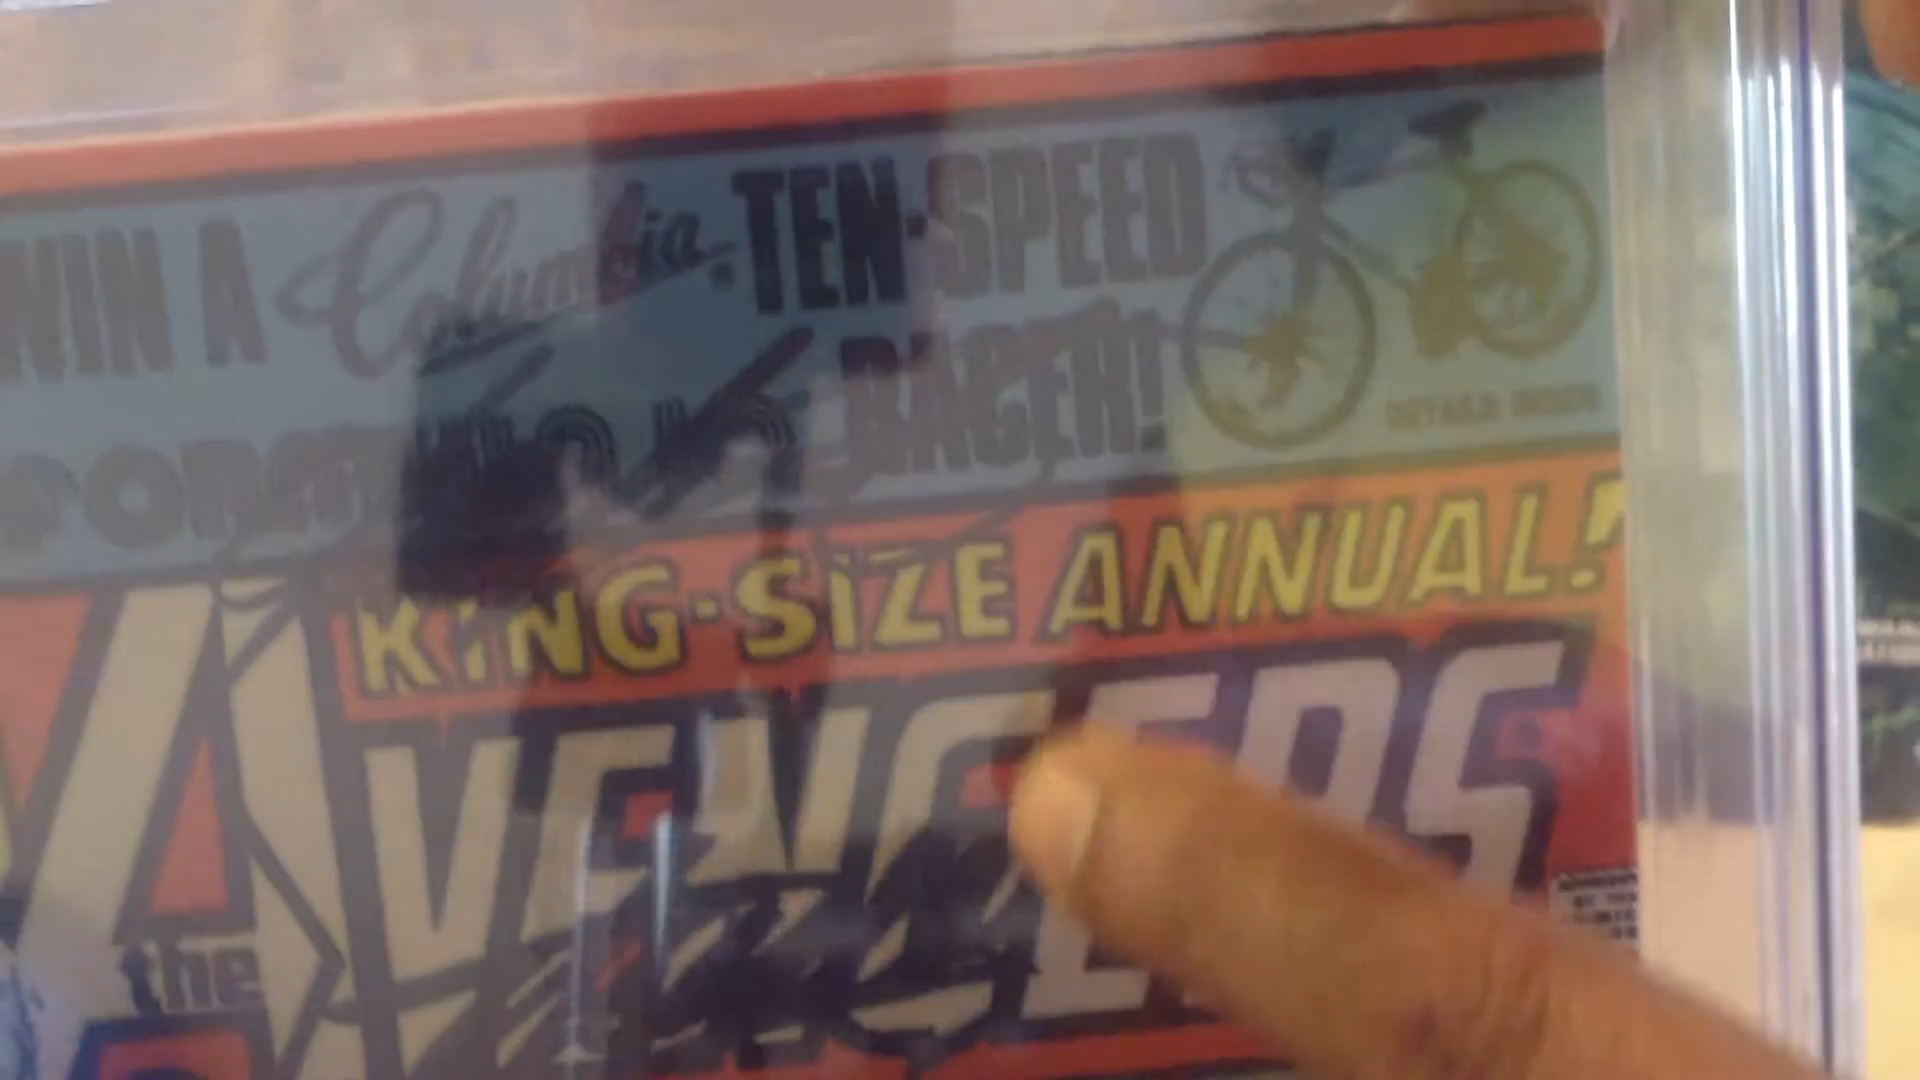 WIN A Columbia TEN-SPEED
RACER!
DETAILS INSIDE
KING-SIZE ANNUAL!
the AVENGERS